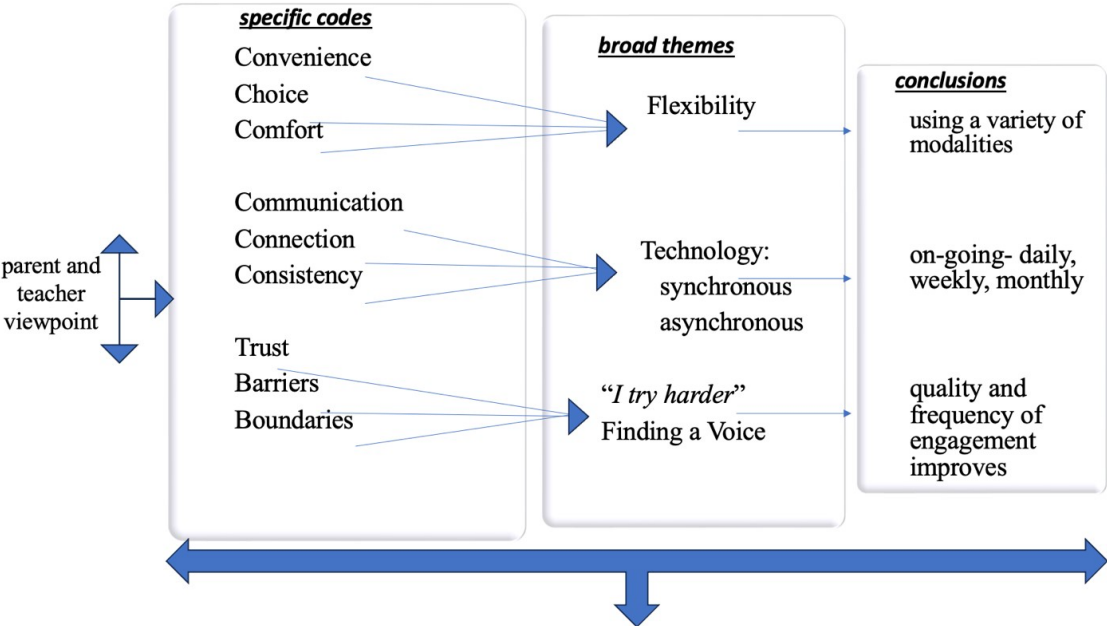 parent and
teacher
viewpoint
specific codes
Convenience
Choice
Comfort
Communication
Connection
Consistency
Trust
Barriers
Boundaries
broad themes
Flexibility
Technology:
synchronous
asynchronous
“I try harder”
Finding a Voice
conclusions
using a variety of
modalities
on-going- daily,
weekly, monthly
quality and
frequency of
engagement
improves